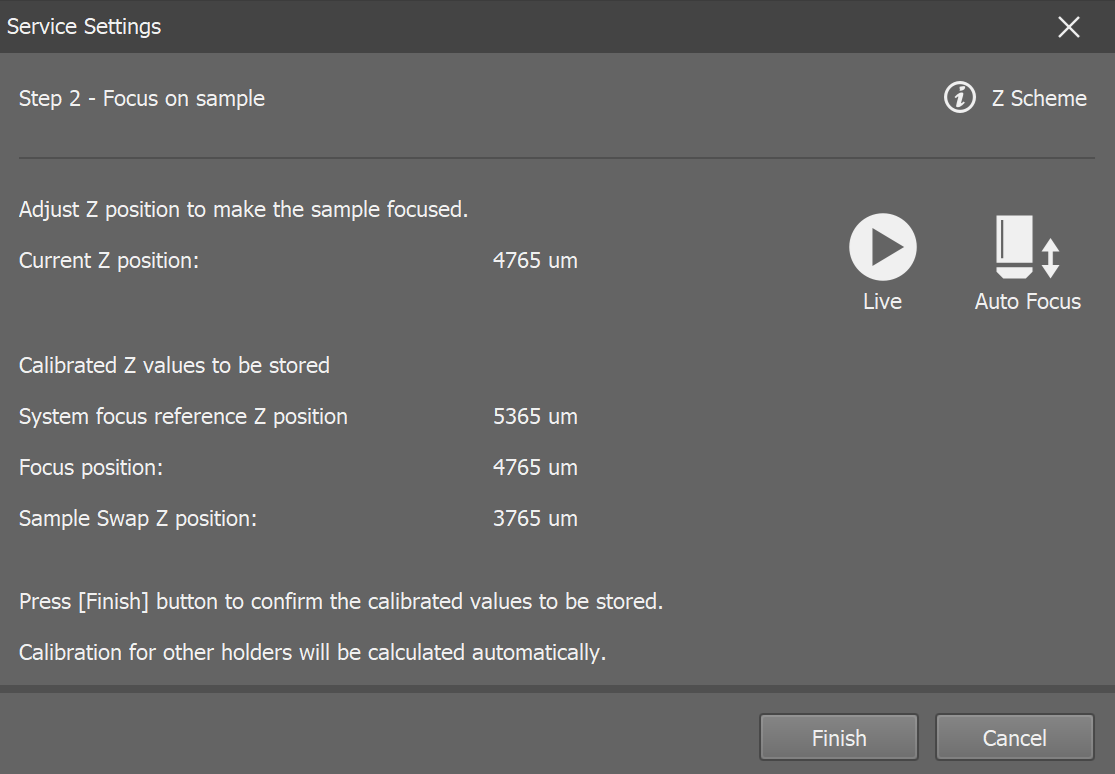 Service Settings
Step 2 - Focus on sample
Z Scheme
Adjust Z position to make the sample focused.
Current Z position: 4765 um
Live
Auto Focus
Calibrated Z values to be stored
System focus reference Z position 5365 um
Focus position: 4765 um
Sample Swap Z position: 3765 um
Press [Finish] button to confirm the calibrated values to be stored.
Calibration for other holders will be calculated automatically.
Finish
Cancel